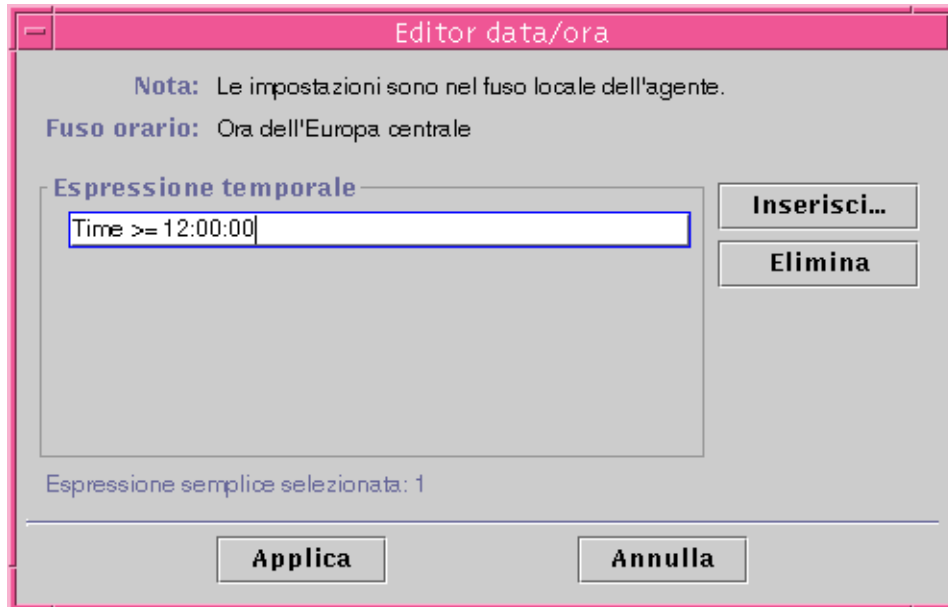 Editor data/ora
Nota: Le impostazioni sono nel fuso locale dell'agente.
Fuso orario: Ora dell'Europa centrale
Espressione temporale
Time >= 12:00:00
Inserisci...
Elimina
Espressione semplice selezionata: 1
Applica
Annulla